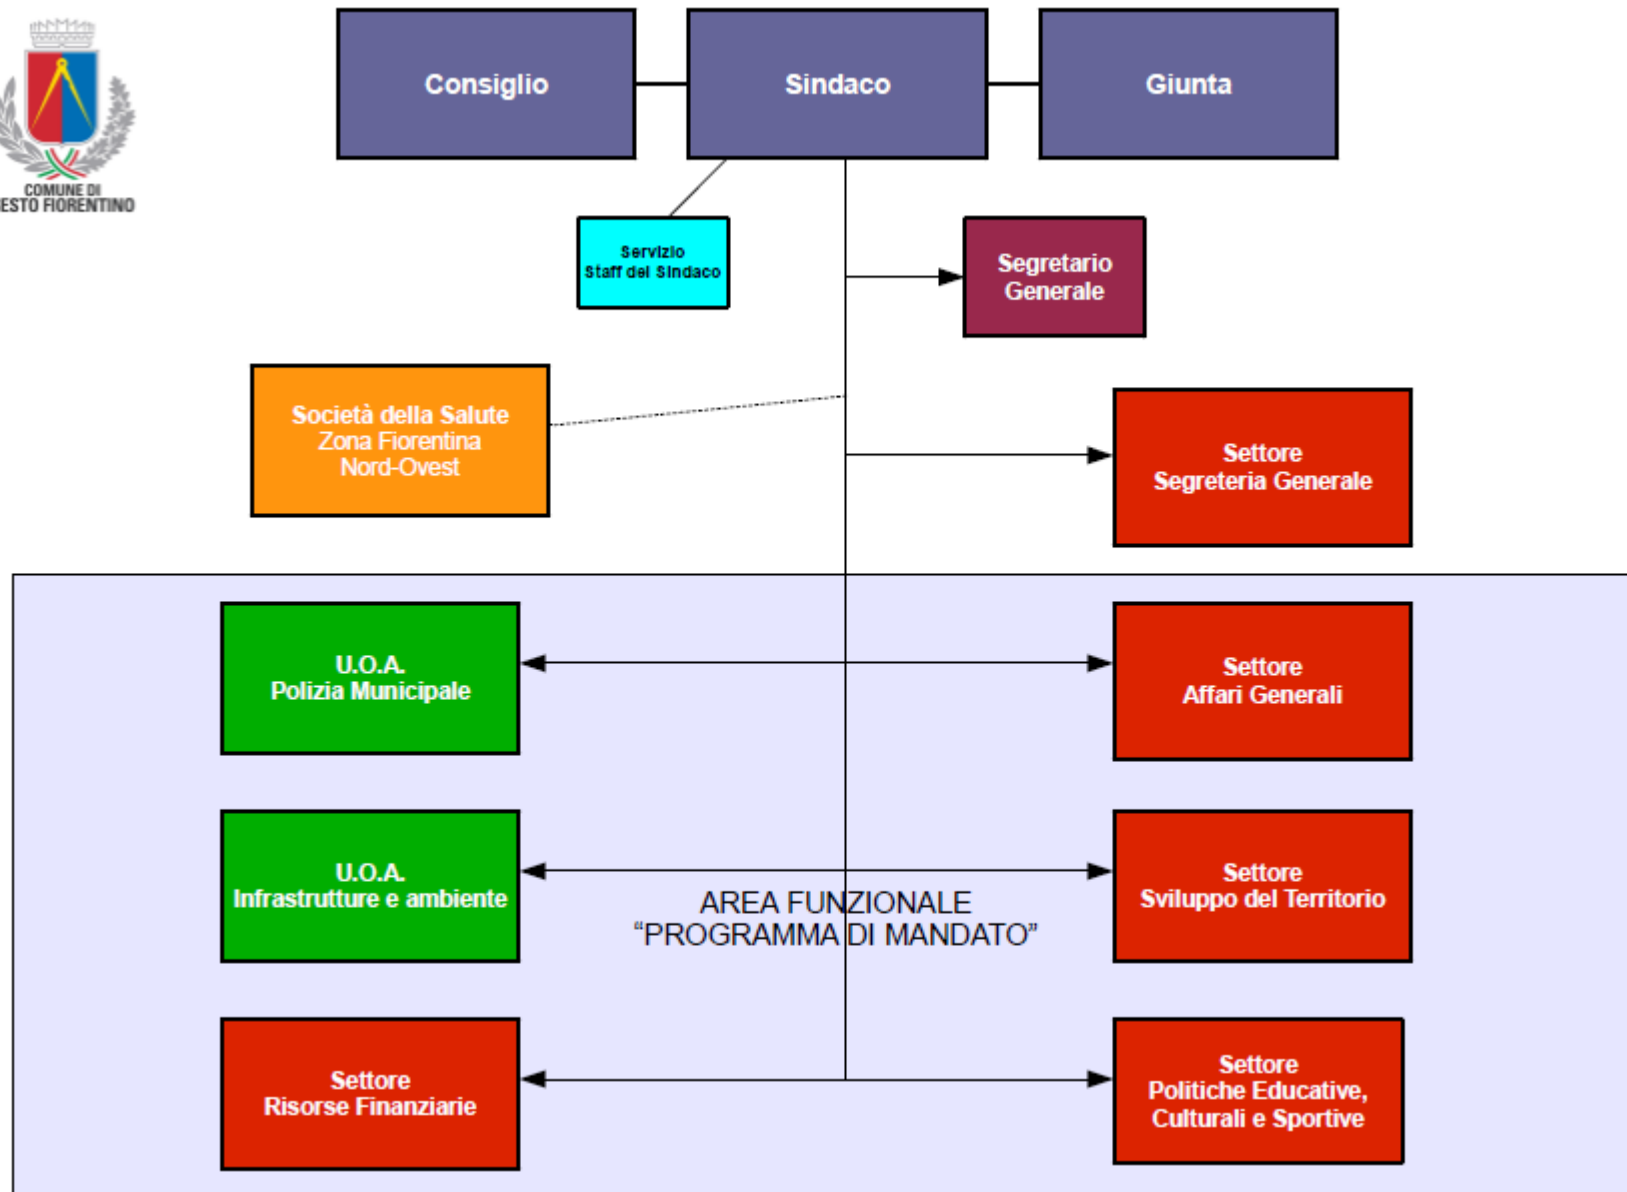 Consiglio
Sindaco
Giunta
COMUNE DI
ESTO FIORENTINO
Servizio
Staff del Sindaco
Segretario
Generale
Società della Salute
Zona Fiorentina
Nord-Ovest
Settore
Segreteria Generale
U.O.A.
Polizia Municipale
Settore
Affari Generali
U.O.A.
Infrastrutture e ambiente
AREA FUNZIONALE
“PROGRAMMA DI MANDATO”
Settore
Sviluppo del Territorio
Settore
Risorse Finanziarie
Settore
Politiche Educative,
Culturali e Sportive